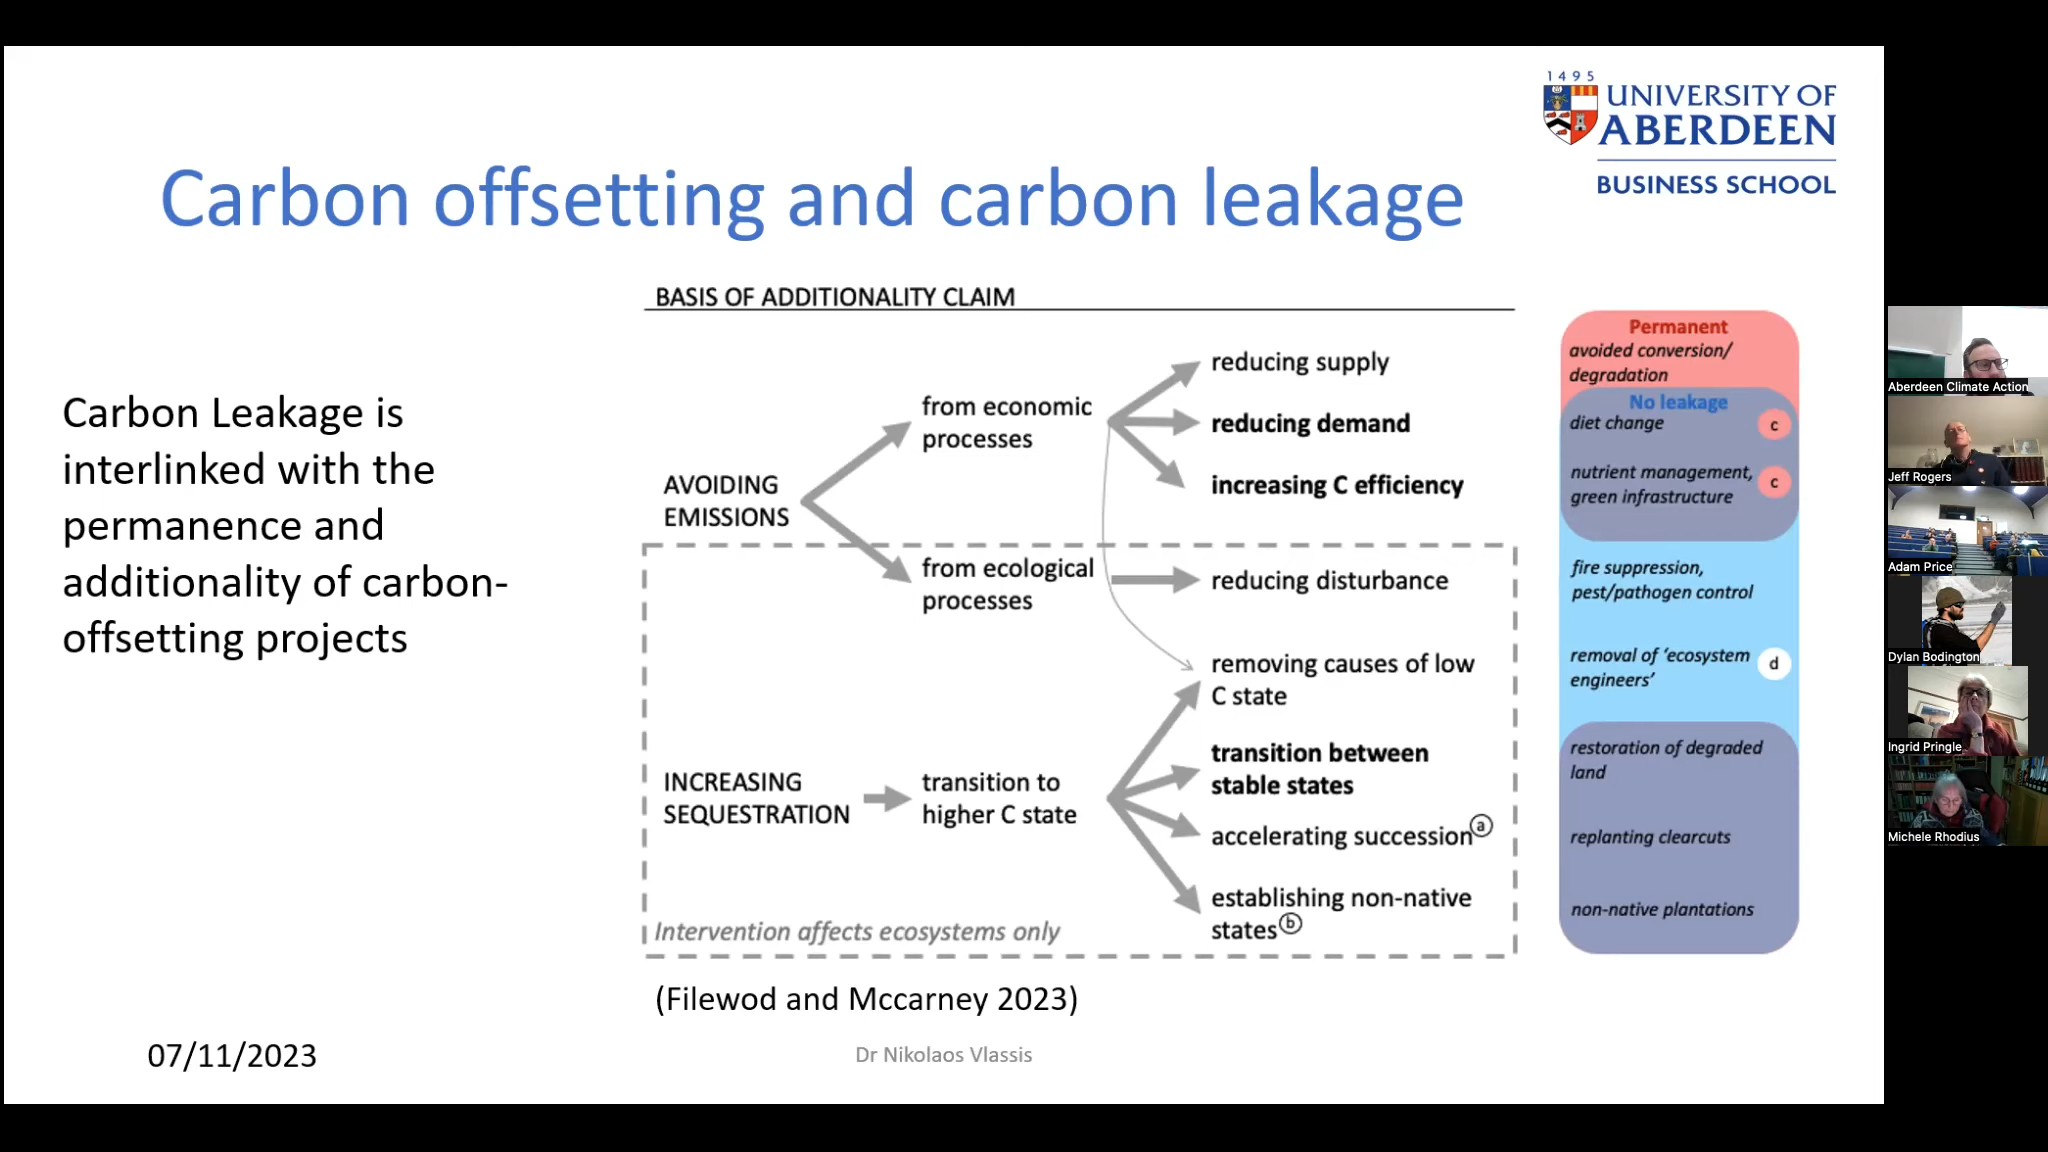 1495
UNIVERSITY OF
ABERDEEN
BUSINESS SCHOOL
Carbon offsetting and carbon leakage
Carbon Leakage is
interlinked with the
permanence and
additionality of carbon-
offsetting projects
BASIS OF ADDITIONALITY CLAIM
AVOIDING
EMISSIONS
from economic
processes
reducing supply
reducing demand
increasing C efficiency
from ecological
processes
reducing disturbance
INCREASING
SEQUESTRATION
transition to
higher C state
removing causes of low
C state
transition between
stable states
accelerating succession a
establishing non-native
states b
Intervention affects ecosystems only
Permanent
avoided conversion/
degradation
No leakage
diet change c
nutrient management,
green infrastructure c
fire suppression,
pest/pathogen control
removal of ‘ecosystem
engineers’ d
restoration of degraded
land
replanting clearcuts
non-native plantations
(Filewod and Mccarney 2023)
07/11/2023
Dr Nikolaos Vlassis
Aberdeen Climate Action
Jeff Rogers
Adam Price
Dylan Bodington
Ingrid Pringle
Michele Rhodius